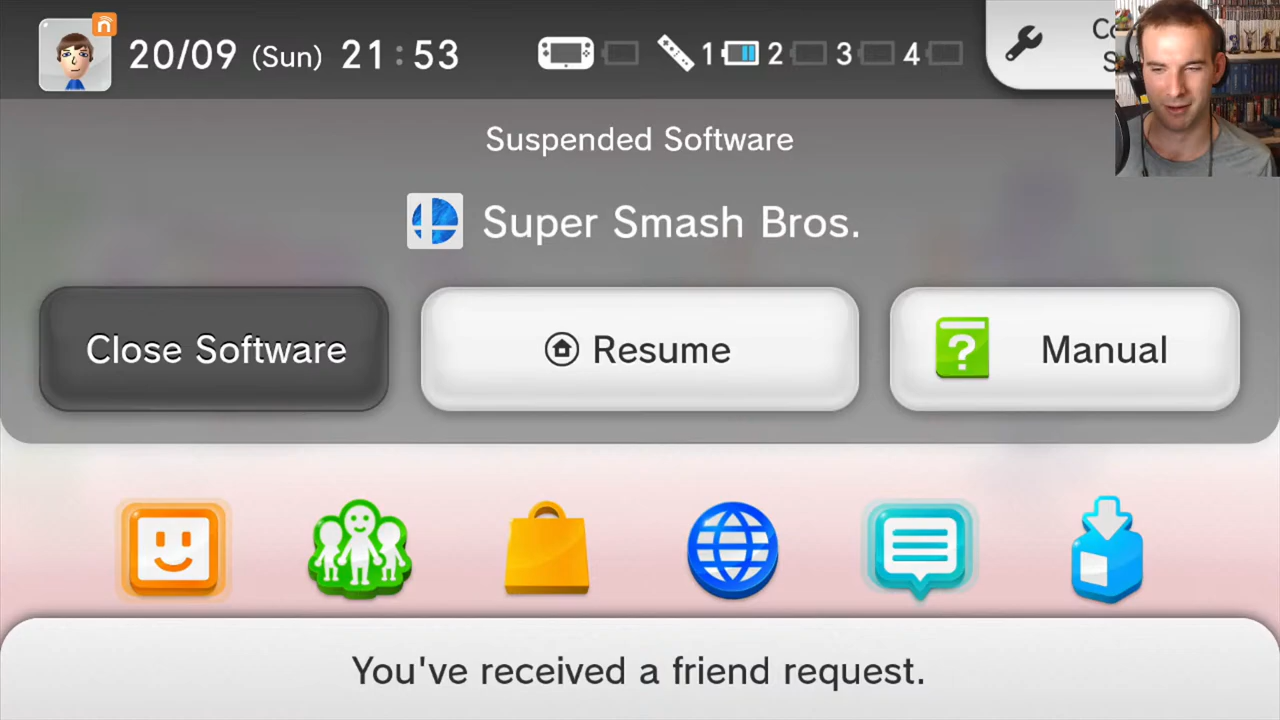 20/09 (Sun) 21:53 1 2 3 4
Suspended Software
Super Smash Bros.
Close Software
Resume
? Manual
You've received a friend request.